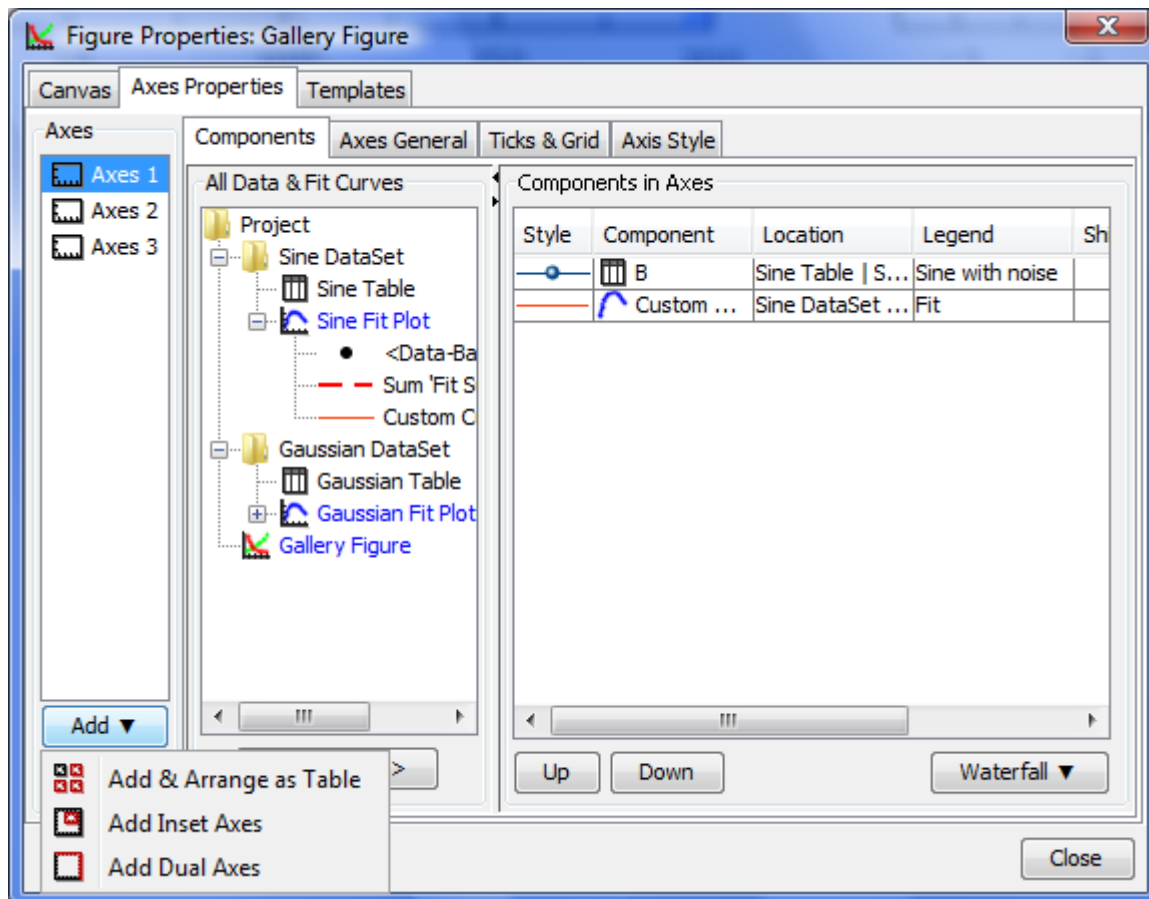 Figure Properties: Gallery Figure
Canvas Axes Properties Templates
Axes
Axes 1
Axes 2
Axes 3
Add ▼
Add & Arrange as Table
Add Inset Axes
Add Dual Axes
Components Axes General Ticks & Grid Axis Style
All Data & Fit Curves
Project
Sine DataSet
Sine Table
Sine Fit Plot
<Data-Ba
Sum 'Fit S
Custom C
Gaussian DataSet
Gaussian Table
Gaussian Fit Plot
Gallery Figure
>
Components in Axes
Style Component Location Legend Shi
B Sine Table | S... Sine with noise
Custom ... Sine DataSet ... Fit
Up Down Waterfall ▼
Close